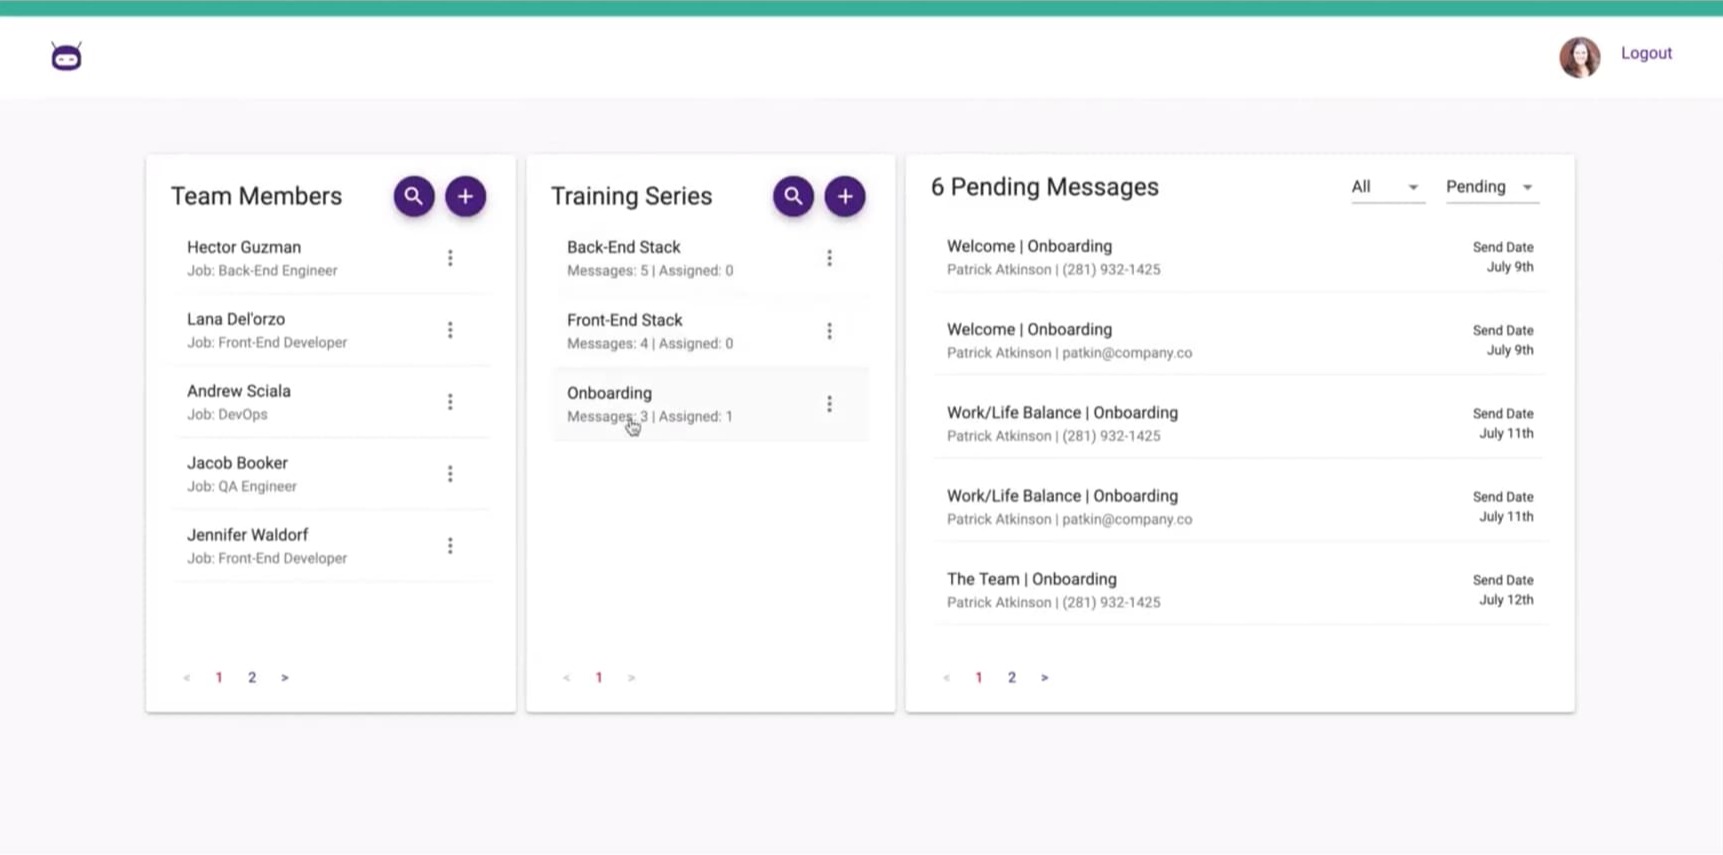 Logout
Team Members
Hector Guzman
Job: Back-End Engineer
Lana Del'orzo
Job: Front-End Developer
Andrew Sciala
Job: DevOps
Jacob Booker
Job: QA Engineer
Jennifer Waldorf
Job: Front-End Developer
< 1 2 >
Training Series
Back-End Stack
Messages: 5 | Assigned: 0
Front-End Stack
Messages: 4 | Assigned: 0
Onboarding
Messages: 3 | Assigned: 1
< 1 >
6 Pending Messages
All
Pending
Welcome | Onboarding
Patrick Atkinson | (281) 932-1425
Send Date
July 9th
Welcome | Onboarding
Patrick Atkinson | patkin@company.co
Send Date
July 9th
Work/Life Balance | Onboarding
Patrick Atkinson | (281) 932-1425
Send Date
July 11th
Work/Life Balance | Onboarding
Patrick Atkinson | patkin@company.co
Send Date
July 11th
The Team | Onboarding
Patrick Atkinson | (281) 932-1425
Send Date
July 12th
< 1 2 >